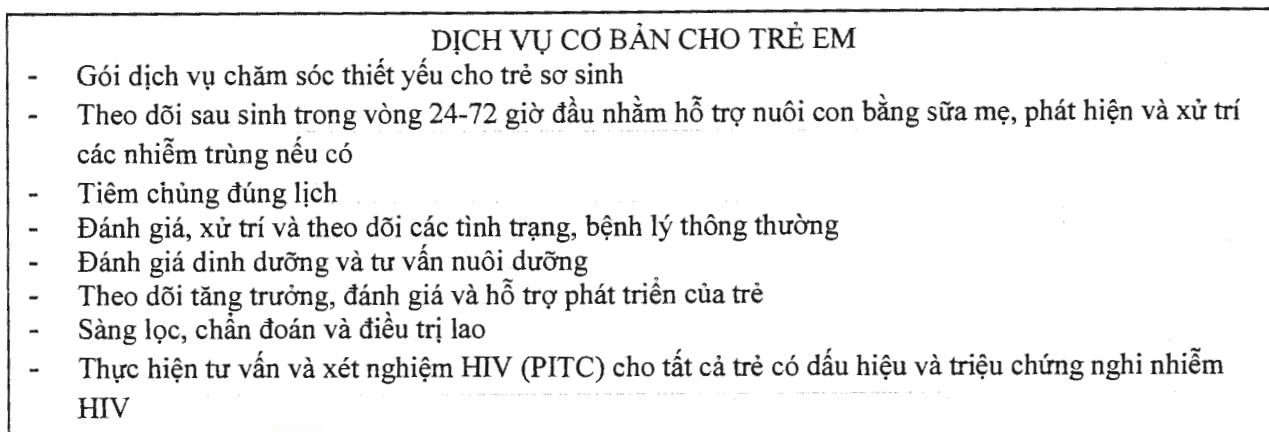 DỊCH VỤ CƠ BẢN CHO TRẺ EM
- Gói dịch vụ chăm sóc thiết yếu cho trẻ sơ sinh
- Theo dõi sau sinh trong vòng 24-72 giờ đầu nhằm hỗ trợ nuôi con bằng sữa mẹ, phát hiện và xử trí
các nhiễm trùng nếu có
- Tiêm chủng đúng lịch
- Đánh giá, xử trí và theo dõi các tình trạng, bệnh lý thông thường
- Đánh giá dinh dưỡng và tư vấn nuôi dưỡng
- Theo dõi tăng trưởng, đánh giá và hỗ trợ phát triển của trẻ
- Sàng lọc, chẩn đoán và điều trị lao
- Thực hiện tư vấn và xét nghiệm HIV (PITC) cho tất cả trẻ có dấu hiệu và triệu chứng nghi nhiễm
HIV